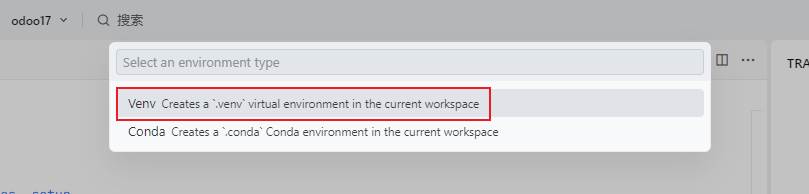 odoo17 搜索
Select an environment type
TRA
Venv Creates a `.venv` virtual environment in the current workspace
Conda Creates a `.conda` Conda environment in the current workspace
setup